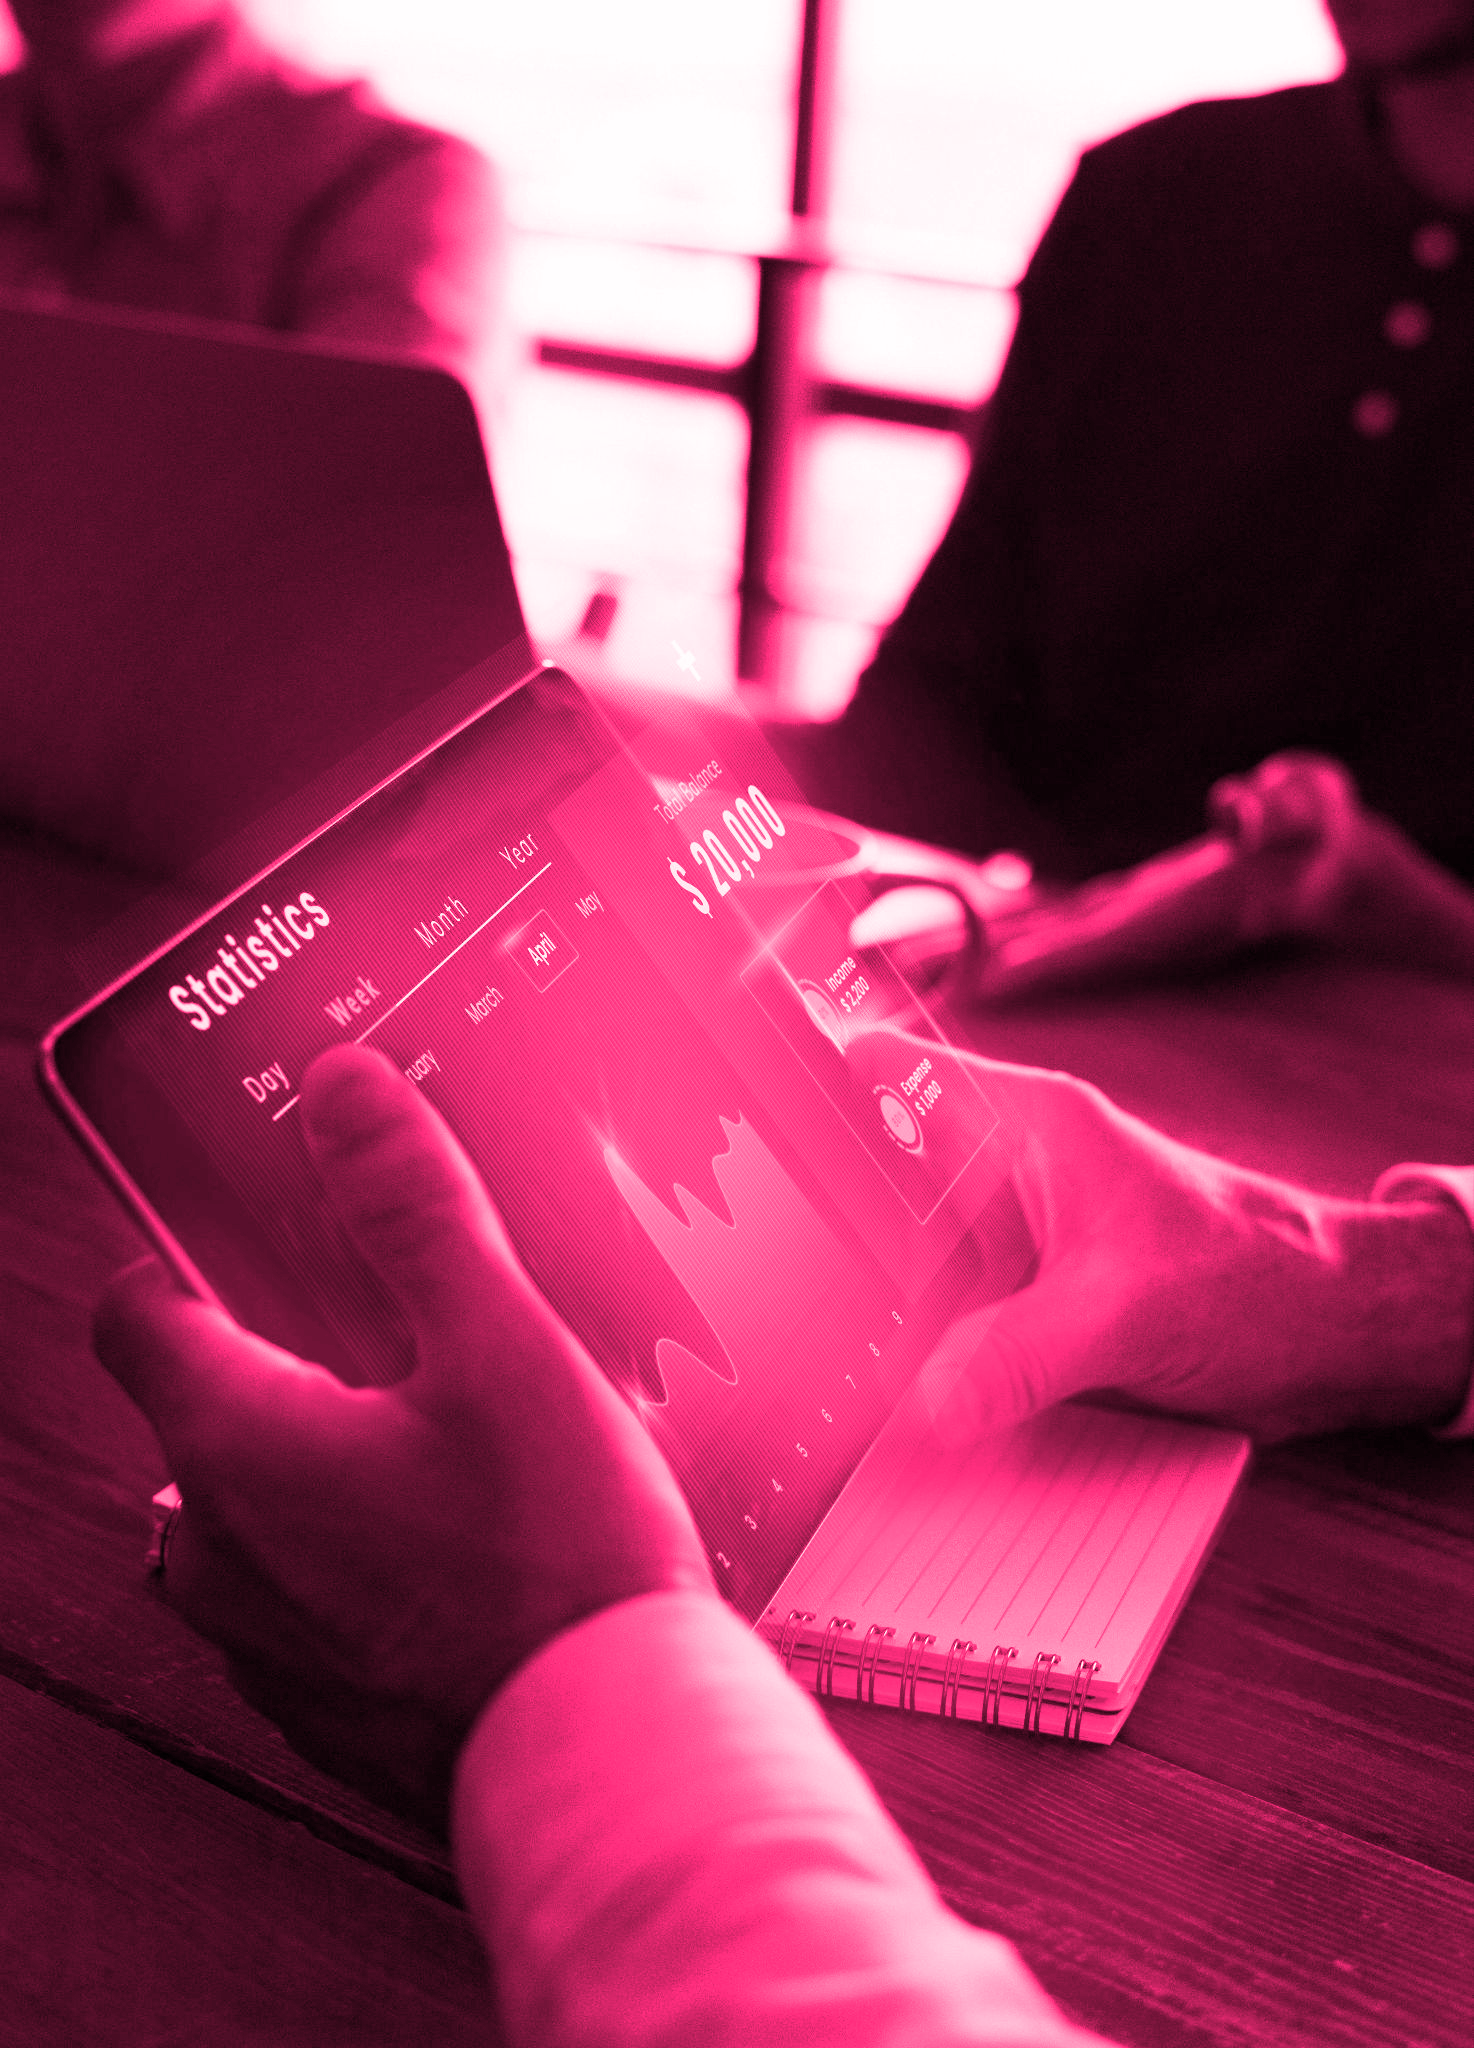 Statistics
Day Week Month Year
ruary March April May
2 3 4 5 6 7 8 9
Total Balance
$ 20,000
Income
$ 2,200
Expense
$ 1,000